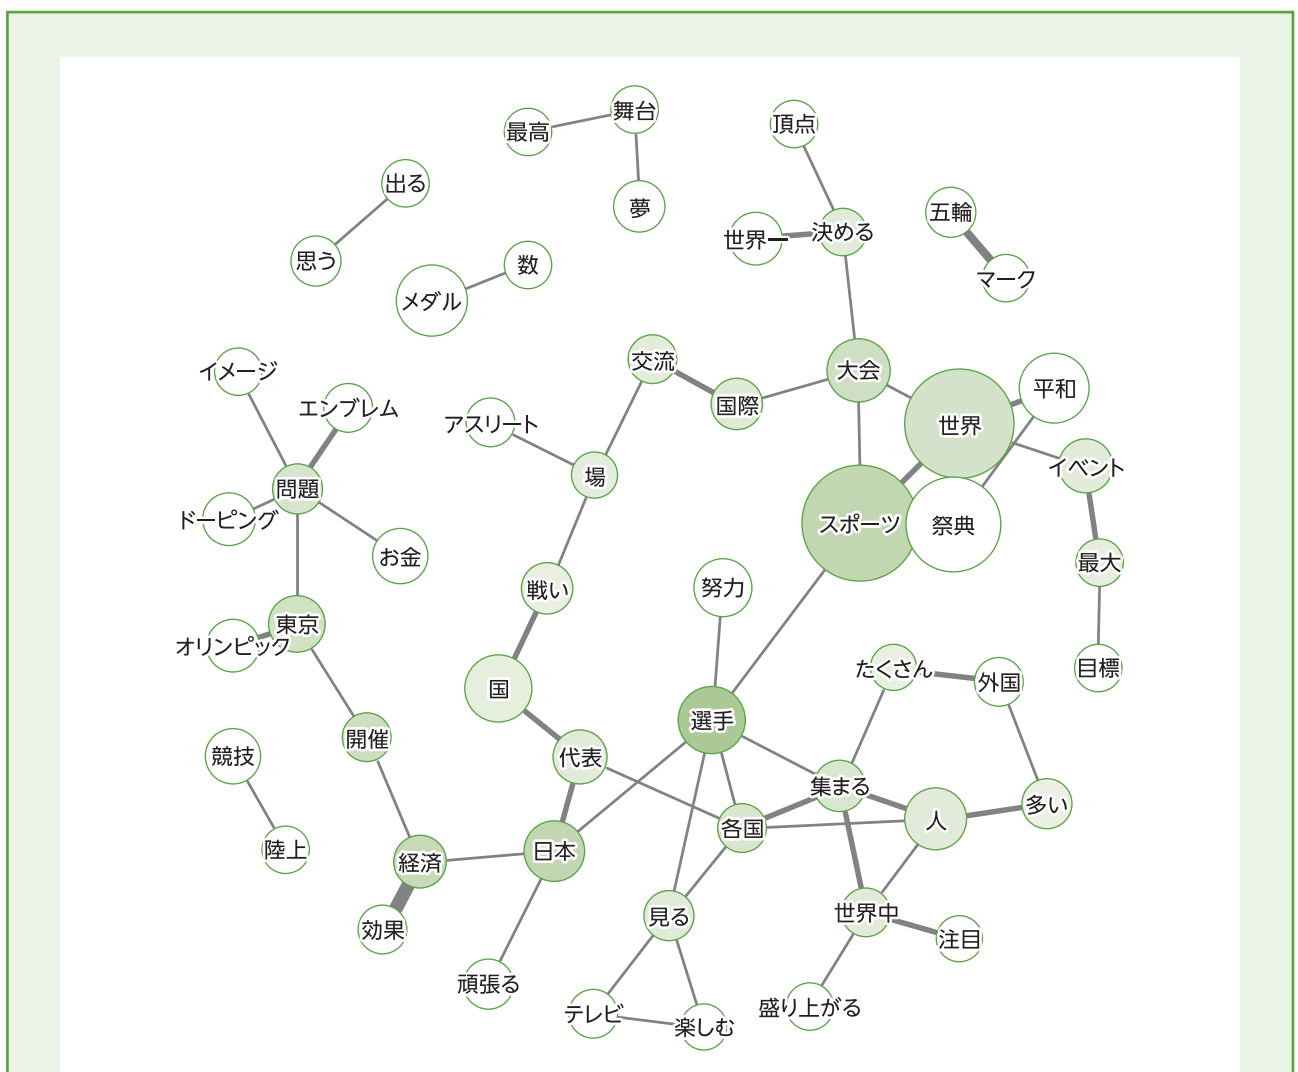 舞台
最高
頂点
出る
夢
五輪
世界一
決める
思う
数
マーク
メダル
交流
イメージ
大会
平和
国際
エンブレム
アスリート
世界
イベント
場
問題
ドーピング
スポーツ
祭典
お金
最大
戦い
努力
東京
オリンピック
たくさん
目標
外国
国
選手
開催
競技
代表
集まる
多い
人
各国
陸上
日本
経済
世界中
見る
効果
注目
頑張る
盛り上がる
テレビ
楽しむ